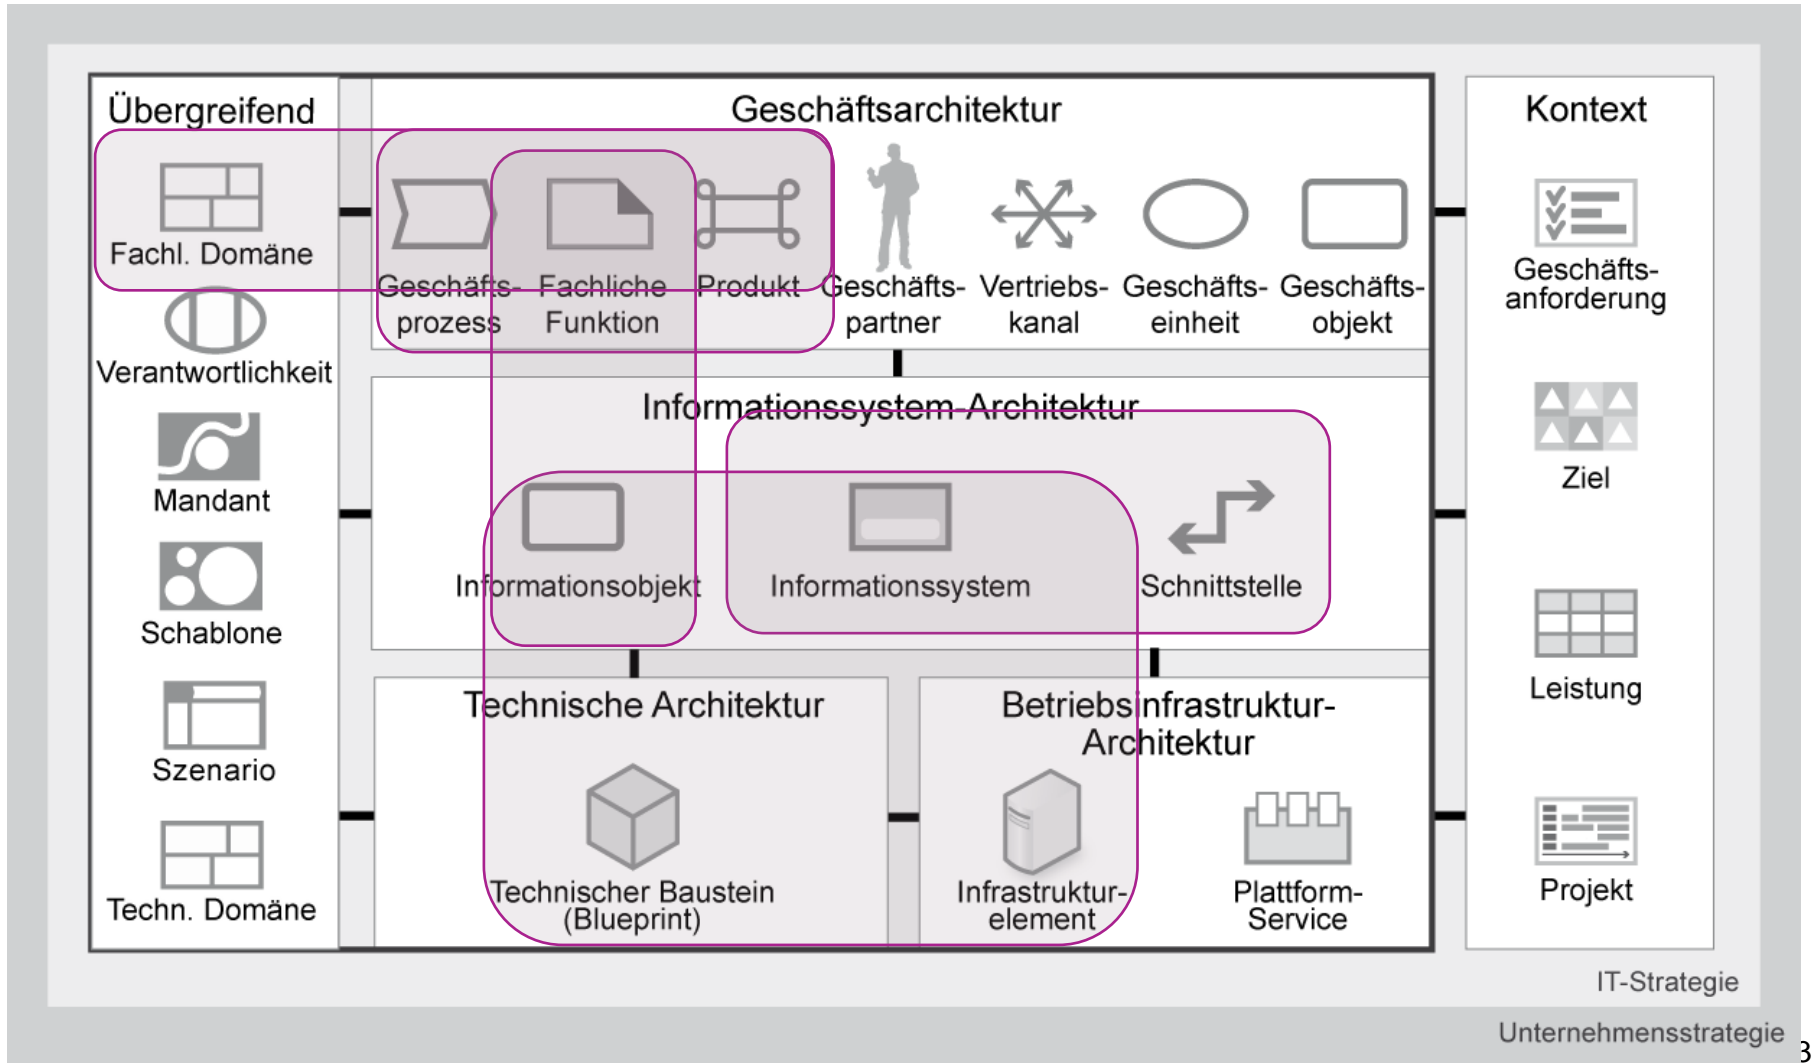 Übergreifend
Fachl. Domäne
Verantwortlichkeit
Mandant
Schablone
Szenario
Techn. Domäne
Geschäftsarchitektur
Geschäfts-
prozess
Fachliche
Funktion
Produkt
Geschäfts-
partner
Vertriebs-
kanal
Geschäfts-
einheit
Geschäfts-
objekt
Informationssystem-Architektur
Informationsobjekt
Informationssystem
Schnittstelle
Technische Architektur
Technischer Baustein
(Blueprint)
Betriebsinfrastruktur-
Architektur
Infrastruktur-
element
Plattform-
Service
Kontext
Geschäfts-
anforderung
Ziel
Leistung
Projekt
IT-Strategie
Unternehmensstrategie
3